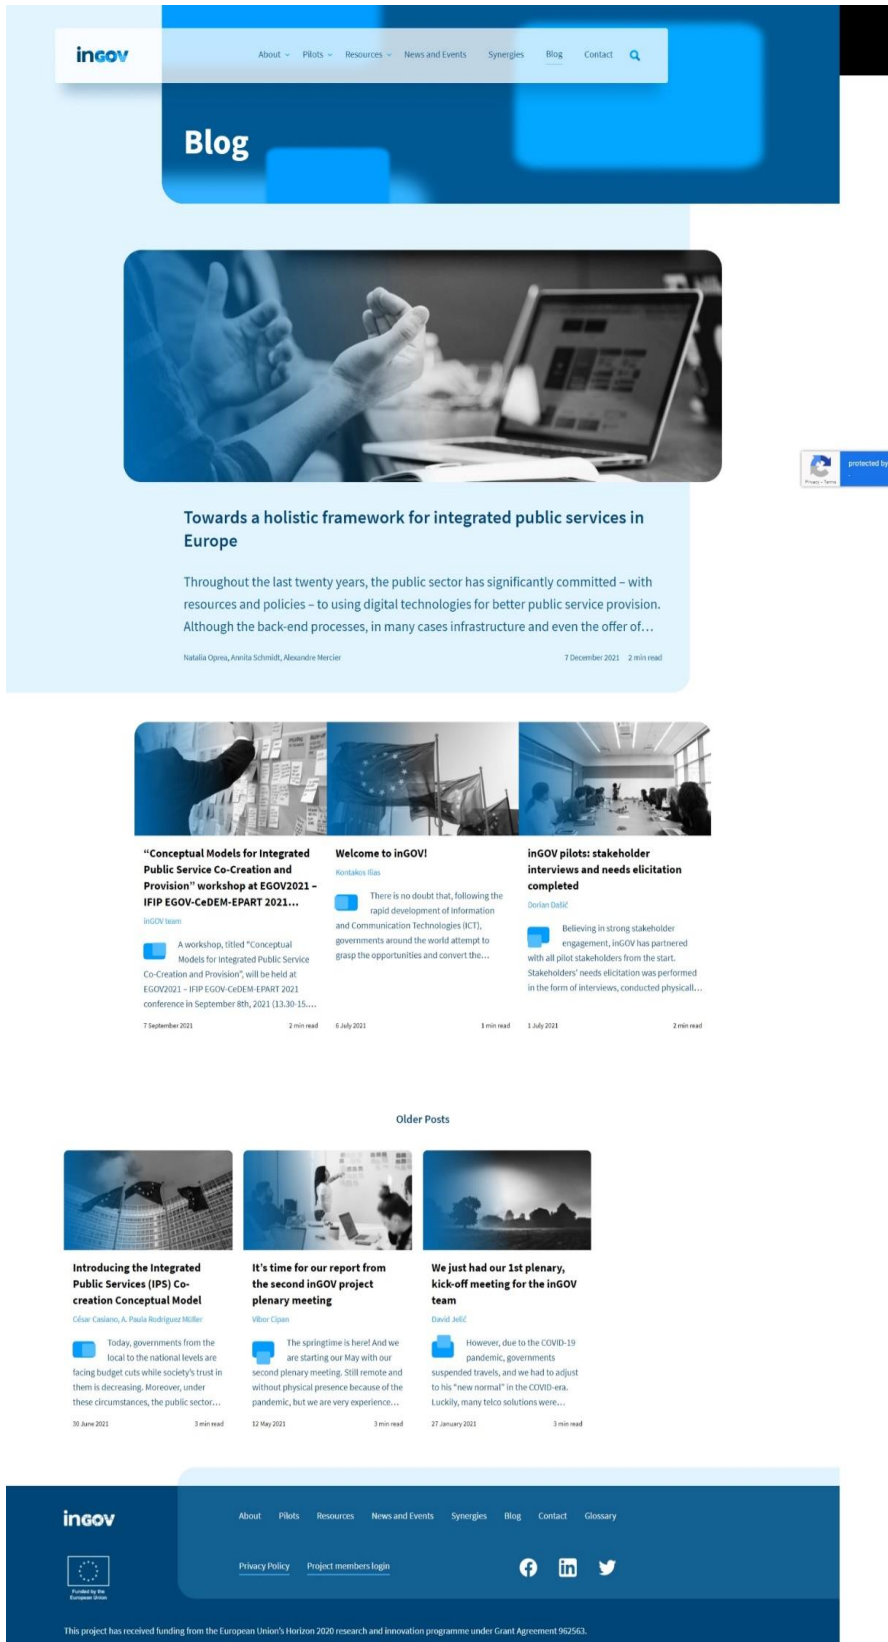 inGOV
About Pilots Resources News and Events Synergies Blog Contact
Blog
Towards a holistic framework for integrated public services in
Europe
Throughout the last twenty years, the public sector has significantly committed – with
resources and policies – to using digital technologies for better public service provision.
Although the back-end processes, in many cases infrastructure and even the offer of…
Natalia Oprea, Annita Schmidt, Alexandre Mercier 7 December 2021 2 min read
protected by
Privacy - Terms
“Conceptual Models for Integrated
Public Service Co-Creation and
Provision” workshop at EGOV2021 –
IFIP EGOV-CeDEM-EPART 2021…
inGOV team
A workshop, titled “Conceptual
Models for Integrated Public Service
Co-Creation and Provision”, will be held at
EGOV2021 – IFIP EGOV-CeDEM-EPART 2021
conference in September 8th, 2021 (13.30-15.…
7 September 2021 2 min read
Welcome to inGOV!
Kontakos Ilias
There is no doubt that, following the
rapid development of Information
and Communication Technologies (ICT),
governments around the world attempt to
grasp the opportunities and convert the…
6 July 2021 1 min read
inGOV pilots: stakeholder
interviews and needs elicitation
completed
Dorian Dašić
Believing in strong stakeholder
engagement, inGOV has partnered
with all pilot stakeholders from the start.
Stakeholders’ needs elicitation was performed
in the form of interviews, conducted physicall…
1 July 2021 2 min read
Older Posts
Introducing the Integrated
Public Services (IPS) Co-
creation Conceptual Model
César Casiano, A. Paula Rodriguez Müller
Today, governments from the
local to the national levels are
facing budget cuts while society’s trust in
them is decreasing. Moreover, under
these circumstances, the public sector…
30 June 2021 3 min read
It’s time for our report from
the second inGOV project
plenary meeting
Vibor Cipan
The springtime is here! And we
are starting our May with our
second plenary meeting. Still remote and
without physical presence because of the
pandemic, but we are very experience…
12 May 2021 3 min read
We just had our 1st plenary,
kick-off meeting for the inGOV
team
David Jelić
However, due to the COVID-19
pandemic, governments
suspended travels, and we had to adjust
to his “new normal” in the COVID-era.
Luckily, many telco solutions were…
27 January 2021 3 min read
inGOV
About Pilots Resources News and Events Synergies Blog Contact Glossary
Privacy Policy Project members login
Funded by the
European Union
This project has received funding from the European Union’s Horizon 2020 research and innovation programme under Grant Agreement 962563.